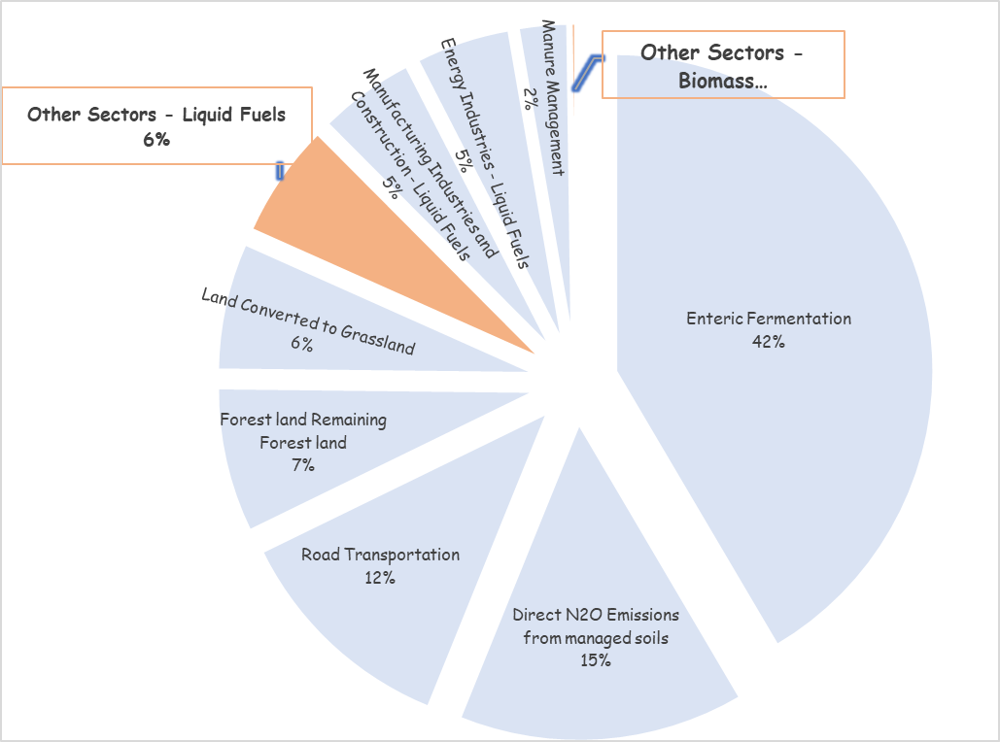 Other Sectors -
Biomass...
Enteric Fermentation
42%
Direct N2O Emissions
from managed soils
15%
Road Transportation
12%
Forest land Remaining
Forest land
7%
Land Converted to Grassland
6%
Other Sectors - Liquid Fuels
6%
Manufacturing Industries and
Construction - Liquid Fuels
5%
Energy Industries - Liquid Fuels
5%
Manure Management
2%